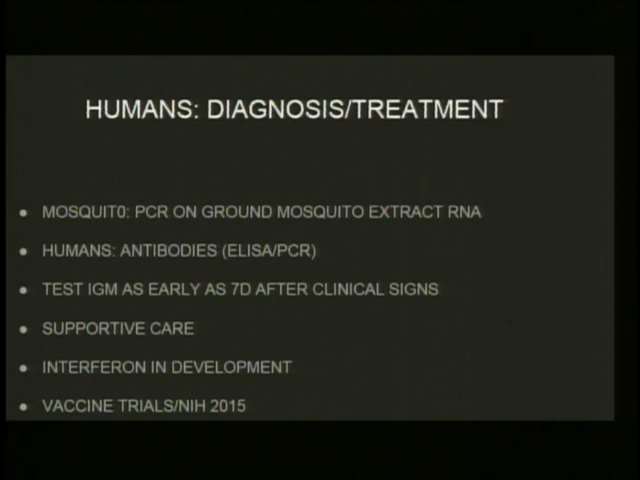 HUMANS: DIAGNOSIS/TREATMENT
● MOSQUIT0: PCR ON GROUND MOSQUITO EXTRACT RNA
● HUMANS: ANTIBODIES (ELISA/PCR)
● TEST IGM AS EARLY AS 7D AFTER CLINICAL SIGNS
● SUPPORTIVE CARE
● INTERFERON IN DEVELOPMENT
● VACCINE TRIALS/NIH 2015